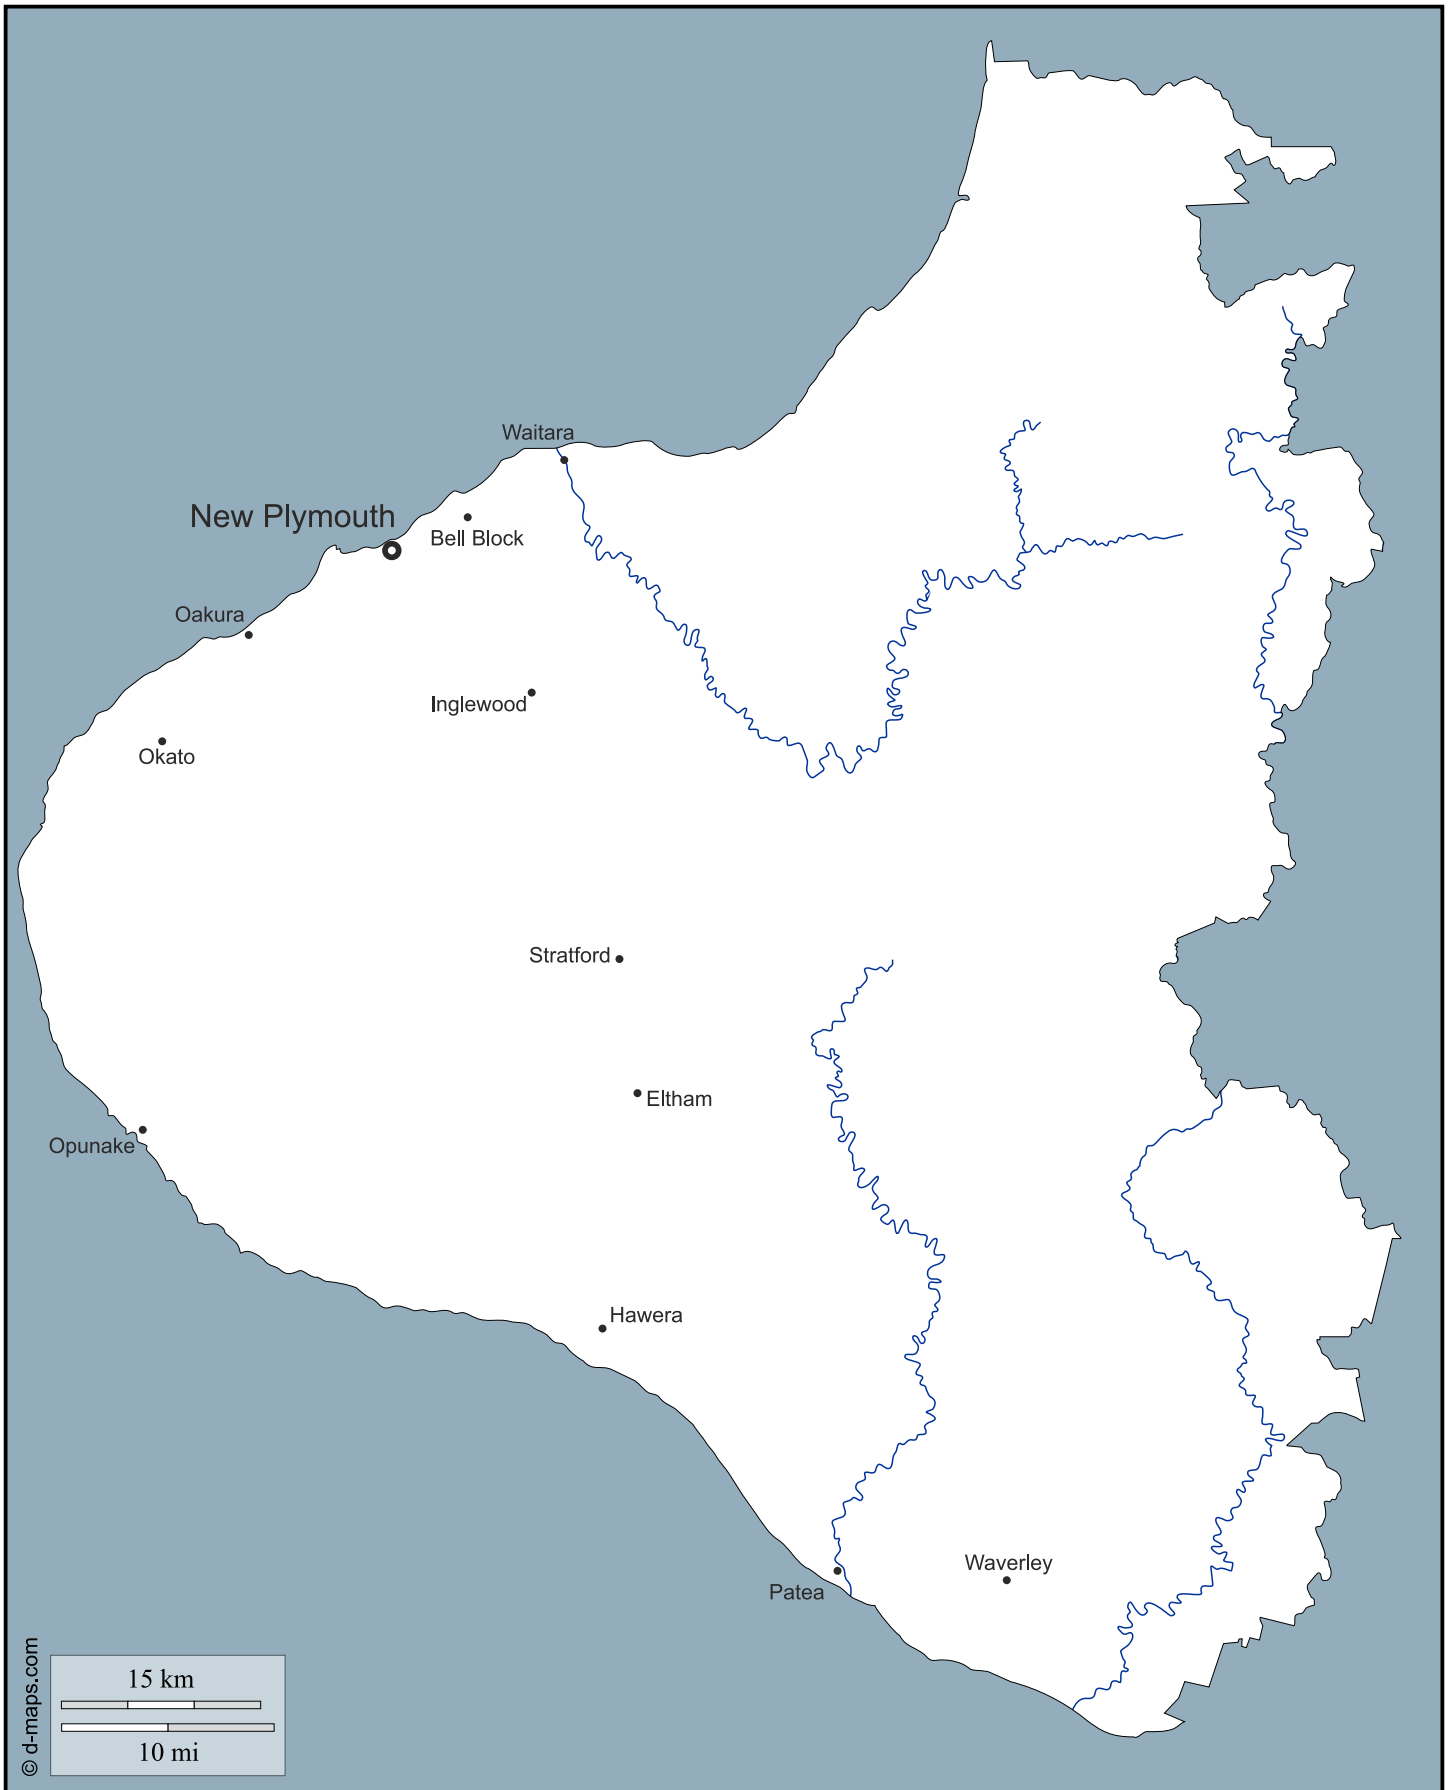 Waitara
New Plymouth
Bell Block
Oakura
Inglewood
Okato
Stratford
Eltham
Opunake
Hawera
Waverley
Patea
© d-maps.com
15 km
10 mi